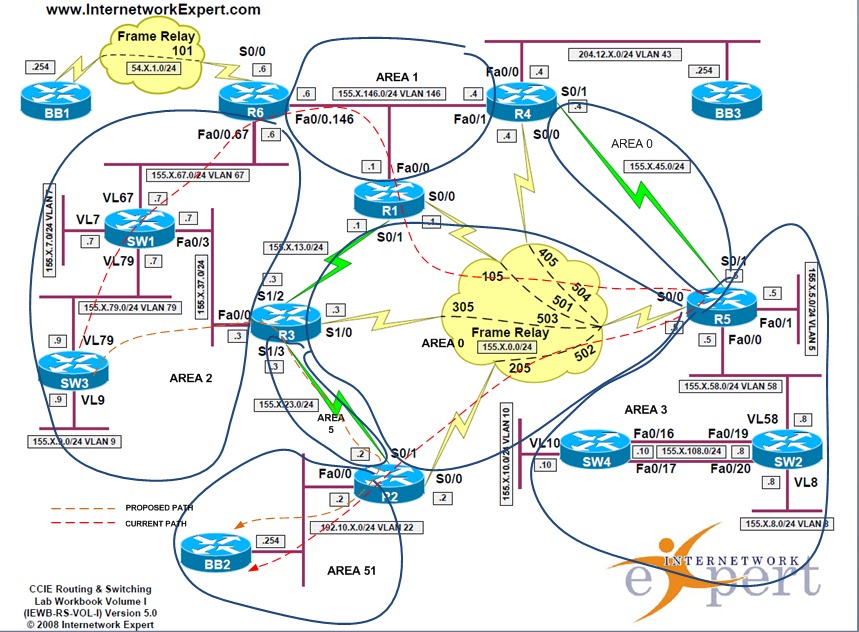 www.InternetworkExpert.com
Frame Relay
101
54.X.1.0/24
.254
BB1
S0/0
.6
R6
.6
Fa0/0.146
Fa0/0.67
.6
AREA 1
155.X.146.0/24 VLAN 146
.4
Fa0/1
Fa0/0
.4
R4
S0/1
.4
.4
S0/0
204.12.X.0/24 VLAN 43
.254
BB3
AREA 0
155.X.45.0/24
.1
Fa0/0
R1
S0/0
.1
.1
S0/1
155.X.67.0/24 VLAN 67
VL67
.7
155.X.7.0/24 VLAN 7
VL7
.7
SW1
.7
Fa0/3
VL79
.7
155.X.37.0/24
155.X.79.0/24 VLAN 79
155.X.13.0/24
.3
S1/2
Fa0/0
.3
R3
.3
S1/0
S1/3
.3
.9
VL79
SW3
.9
VL9
155.X.9.0/24 VLAN 9
AREA 2
155.X.23.0/24
AREA
5
405
504
105
501
305
503
Frame Relay
155.X.0.0/24
502
205
AREA 0
S0/1
.5
S0/0
R5
.5
.5
Fa0/1
155.X.5.0/24 VLAN 5
.5
Fa0/0
155.X.58.0/24 VLAN 58
AREA 3
VL58
.8
155.X.10.0/24 VLAN 10
VL10
.10
SW4
Fa0/16
Fa0/19
.10
155.X.108.0/24
.8
Fa0/17
Fa0/20
SW2
.8
VL8
155.X.8.0/24 VLAN 8
.2
S0/1
R2
Fa0/0
.2
S0/0
.2
192.10.X.0/24 VLAN 22
.254
BB2
AREA 51
PROPOSED PATH
CURRENT PATH
CCIE Routing & Switching
Lab Workbook Volume I
(IEWB-RS-VOL-I) Version 5.0
© 2008 Internetwork Expert
INTERNETWORK
expert